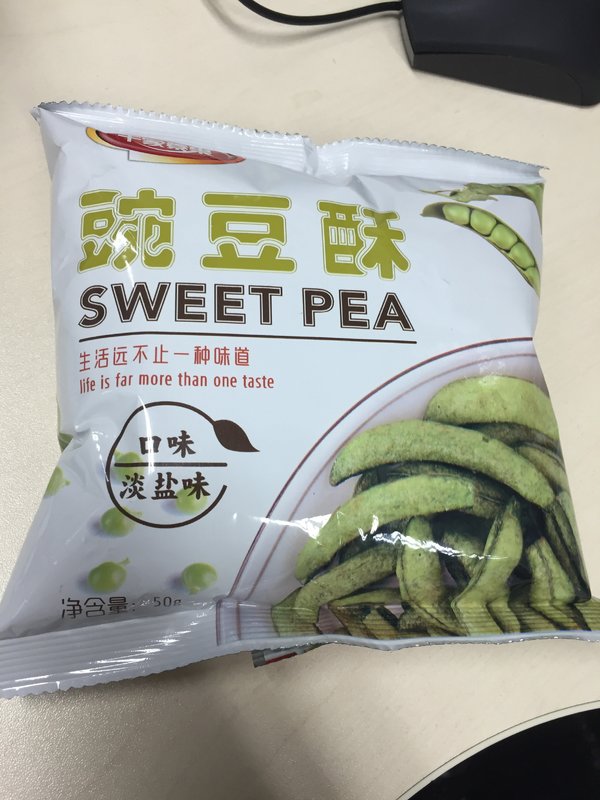 豌豆酥
SWEET PEA
生活远不止一种味道
life is far more than one taste
口味
淡盐味
净含量: